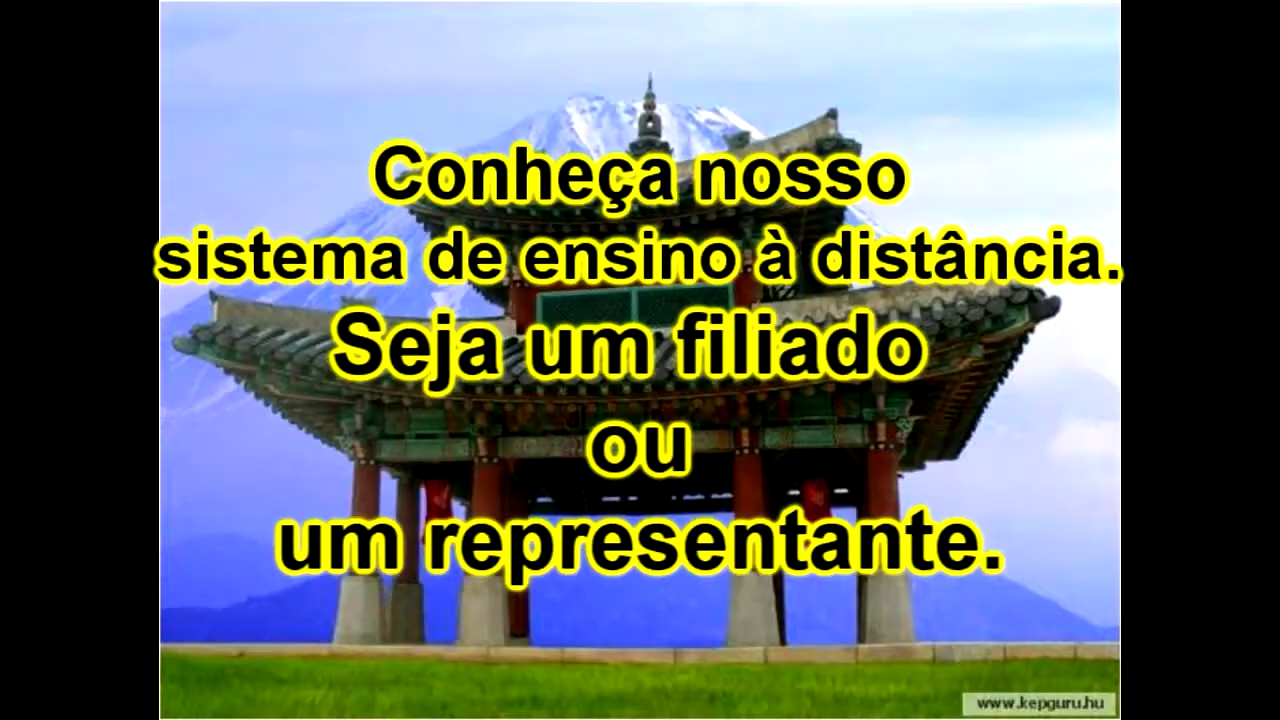 Conheça nosso
sistema de ensino à distância.
Seja um filiado
ou
um representante.
www.kepguru.hu